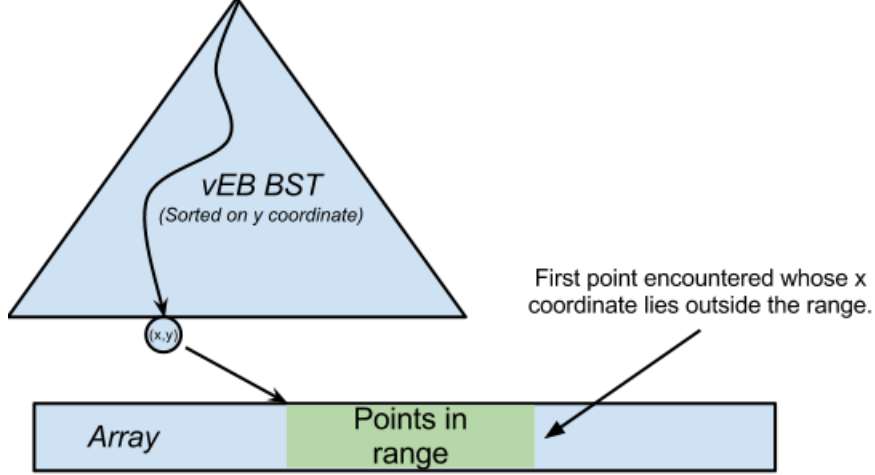 vEB BST
(Sorted on y coordinate)
First point encountered whose x
coordinate lies outside the range.
(x,y)
Array
Points in
range